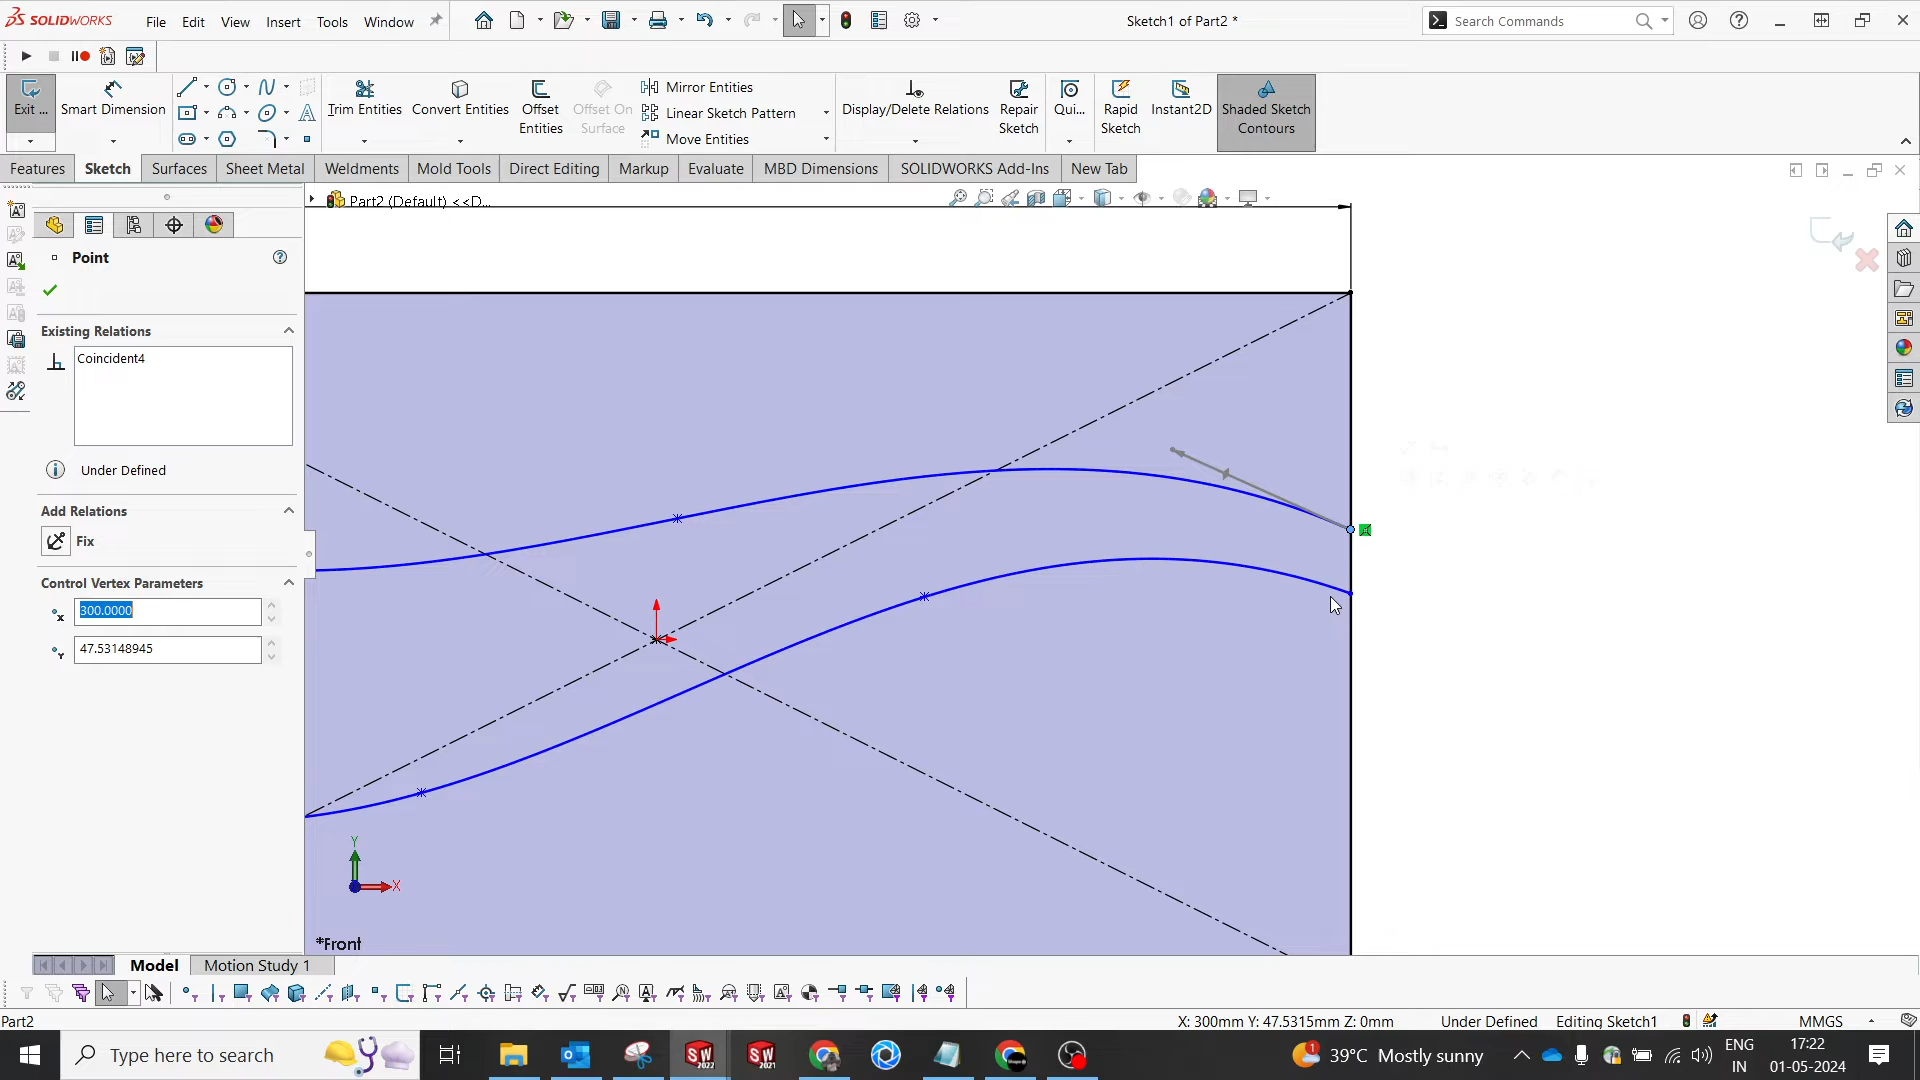 SOLIDWORKS File Edit View Insert Tools Window Sketch1 of Part2 * Search Commands
Exit ... Smart Dimension Trim Entities Convert Entities Offset Entities Offset On Surface Mirror Entities Linear Sketch Pattern Move Entities Display/Delete Relations Repair Sketch Qui... Rapid Sketch Instant2D Shaded Sketch Contours
Features Sketch Surfaces Sheet Metal Weldments Mold Tools Direct Editing Markup Evaluate MBD Dimensions SOLIDWORKS Add-Ins New Tab
Part2 (Default) <<D...
Point
Existing Relations
Coincident4
Under Defined
Add Relations
Fix
Control Vertex Parameters
X 300.0000
Y 47.53148945
Y
X
*Front
Model Motion Study 1
Part2 X: 300mm Y: 47.5315mm Z: 0mm Under Defined Editing Sketch1 MMGS
Type here to search SW 2022 SW 2021 1 39°C Mostly sunny ENG IN 17:22 01-05-2024